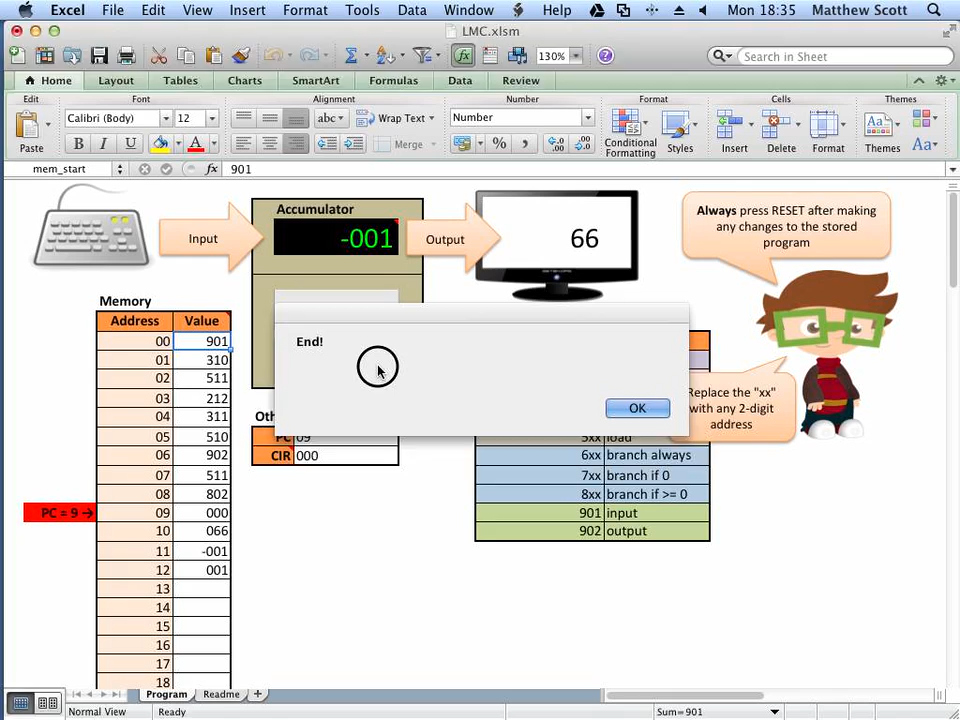 Excel File Edit View Insert Format Tools Data Window Help Mon 18:35 Matthew Scott
LMC.xlsm
130% Search in Sheet
Home Layout Tables Charts SmartArt Formulas Data Review
Edit Font Alignment Number Format Cells Themes
Calibri (Body) 12 abc Wrap Text Number
Paste B I U A Merge % Conditional Formatting Styles Insert Delete Format Themes Aa
mem_start fx 901
Input
Accumulator
-001
Output
66
Always press RESET after making
any changes to the stored
program
Memory
Address Value
00 901
01 310
02 511
03 212
04 311
05 510
06 902
07 511
08 802
PC = 9 → 09 000
10 066
11 -001
12 001
13
14
15
16
17
18
End!
OK
Replace the "xx"
with any 2-digit
address
Oth
PC 09
CIR 000
5xx load
6xx branch always
7xx branch if 0
8xx branch if >= 0
901 input
902 output
Program Readme +
Normal View Ready Sum=901